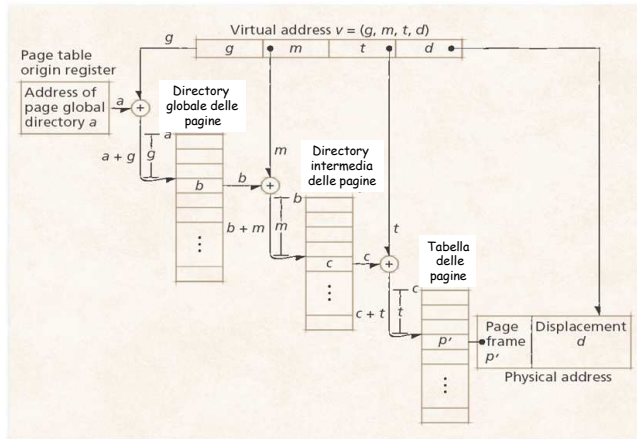 Virtual address v = (g, m, t, d)
g
g
m
t
d
Page table
origin register
Address of
page global
directory a
a
a + g
g
Directory
globale delle
pagine
a
b
b
m
b + m
m
Directory
intermedia
delle pagine
b
c
c
t
c + t
t
Tabella
delle
pagine
c
p′
Page
frame
p′
Displacement
d
Physical address